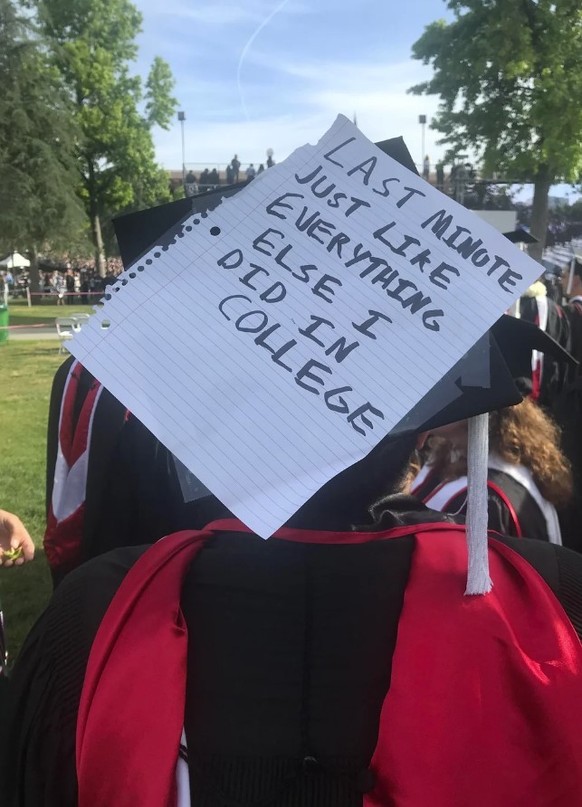 LAST MINUTE
JUST LIKE
EVERYTHING
ELSE I
DID IN
COLLEGE